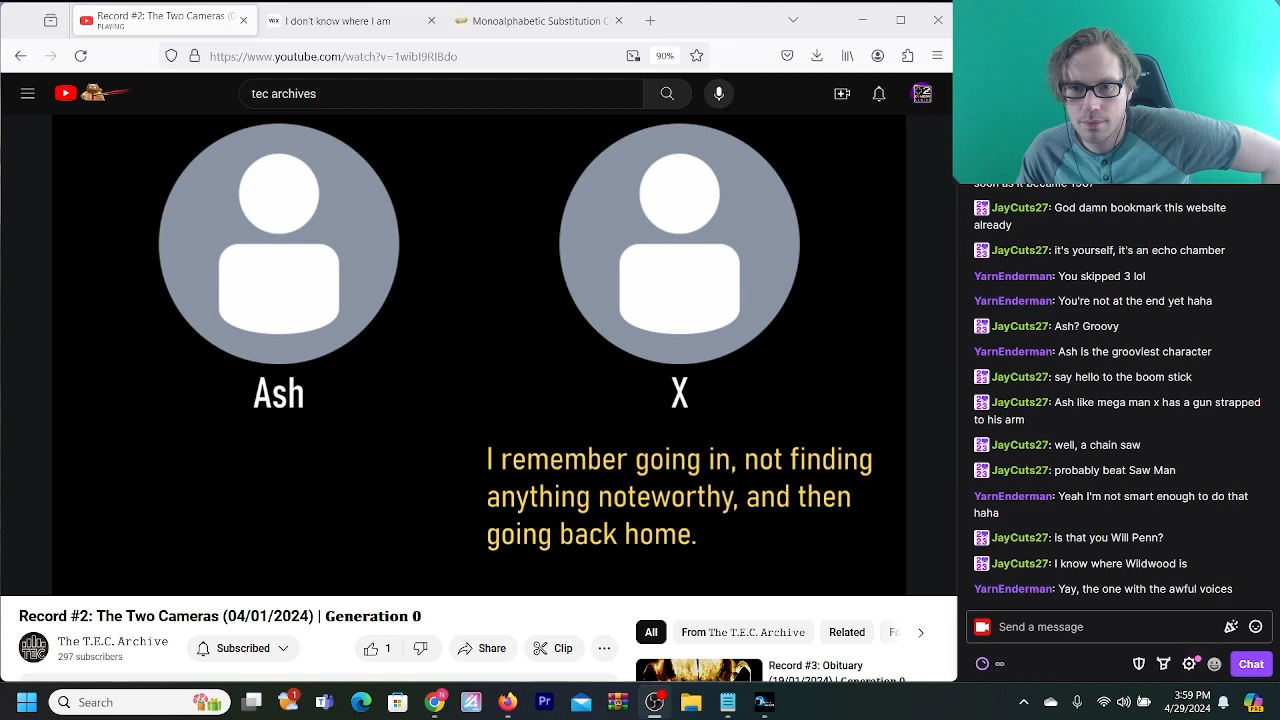 Record #2: The Two Cameras (
PLAYING
I don't know where I am
Monoalphabetic Substitution C
https://www.youtube.com/watch?v=1wibI9RIBdo
90%
tec archives
Ash
X
I remember going in, not finding
anything noteworthy, and then
going back home.
Record #2: The Two Cameras (04/01/2024) | Generation 0
The T.E.C. Archive
297 subscribers
Subscribed
1
Share
Clip
All
From The T.E.C. Archive
Related
Record #3: Obituary
(19/01/2024) | Generation 0
JayCuts27: God damn bookmark this website
already
JayCuts27: it's yourself, it's an echo chamber
YarnEnderman: You skipped 3 lol
YarnEnderman: You're not at the end yet haha
JayCuts27: Ash? Groovy
YarnEnderman: Ash is the grooviest character
JayCuts27: say hello to the boom stick
JayCuts27: Ash like mega man x has a gun strapped
to his arm
JayCuts27: well, a chain saw
JayCuts27: probably beat Saw Man
YarnEnderman: Yeah I'm not smart enough to do that
haha
JayCuts27: is that you Will Penn?
JayCuts27: I know where WIldwood is
YarnEnderman: Yay, the one with the awful voices
Send a message
Chat
Search
3:59 PM
4/29/2024